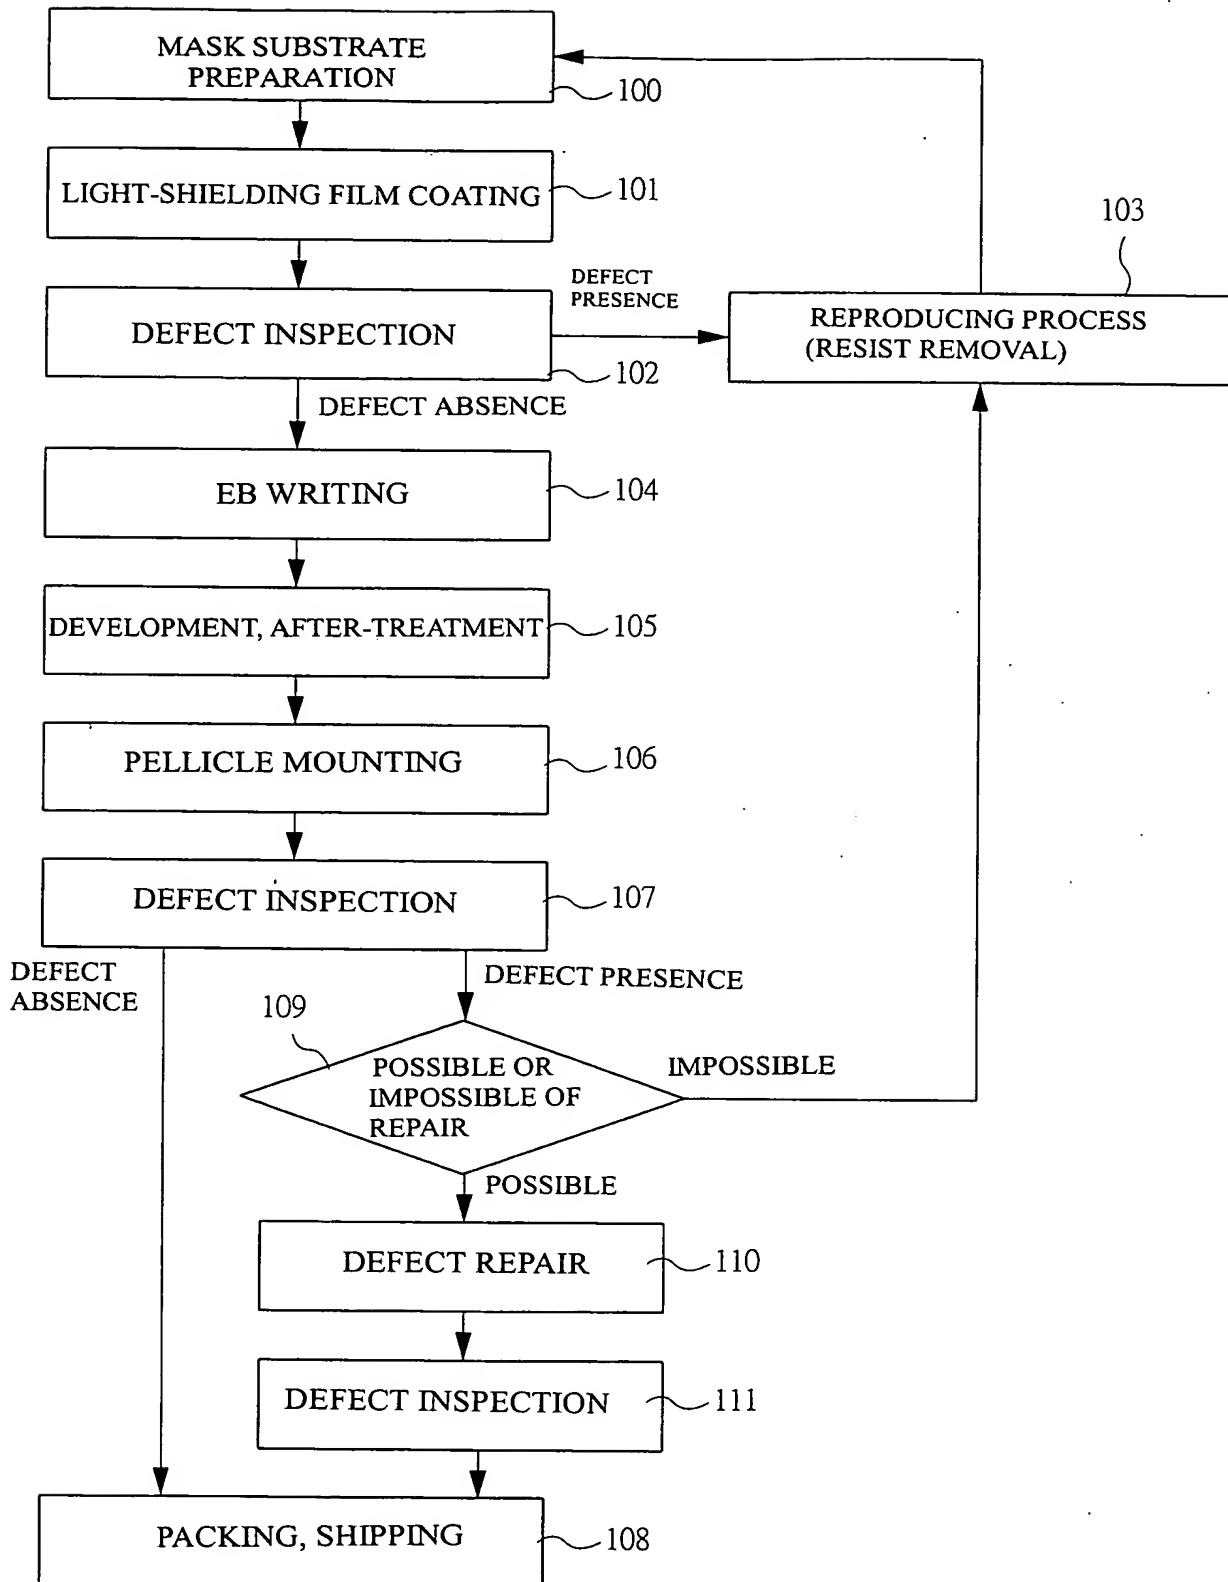 MASK SUBSTRATE
PREPARATION
100
LIGHT-SHIELDING FILM COATING
101
103
DEFECT
PRESENCE
DEFECT INSPECTION
102
REPRODUCING PROCESS
(RESIST REMOVAL)
DEFECT ABSENCE
EB WRITING
104
DEVELOPMENT, AFTER-TREATMENT
105
PELLICLE MOUNTING
106
DEFECT INSPECTION
107
DEFECT
ABSENCE
DEFECT PRESENCE
109
POSSIBLE OR
IMPOSSIBLE OF
REPAIR
IMPOSSIBLE
POSSIBLE
DEFECT REPAIR
110
DEFECT INSPECTION
111
PACKING, SHIPPING
108